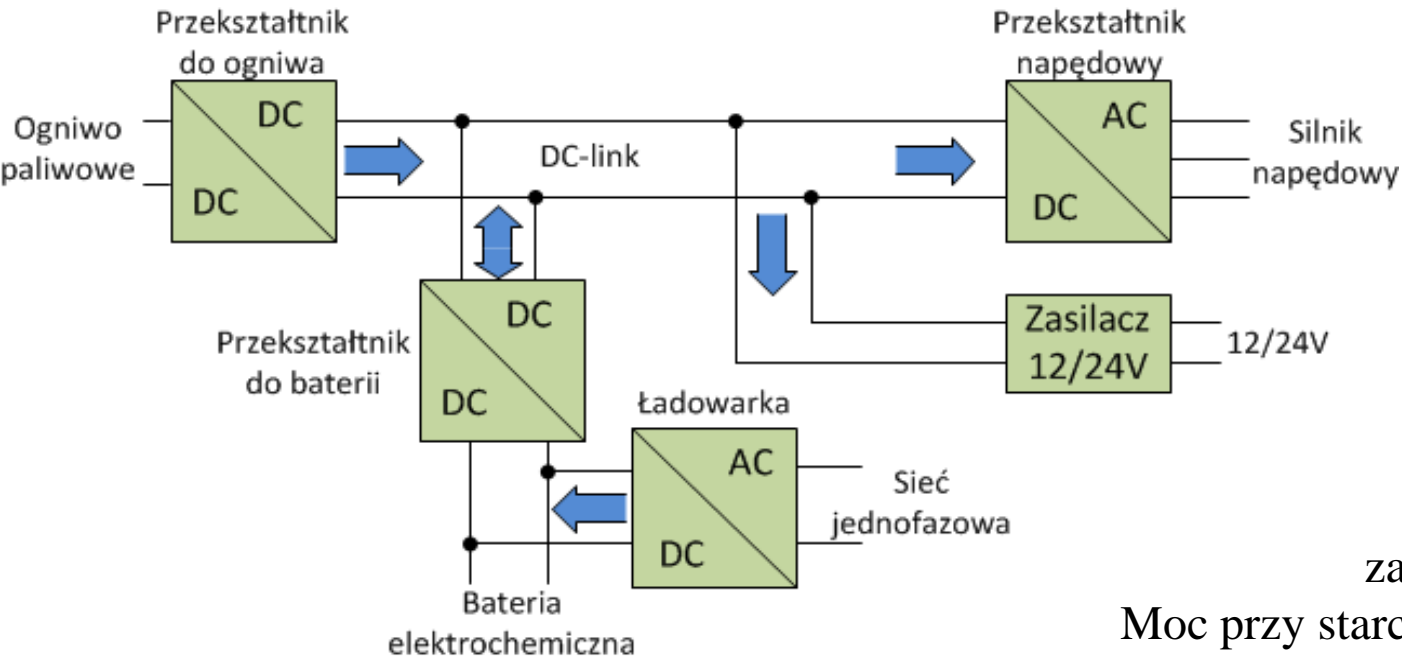 Przekształtnik
do ogniwa
DC
DC
Ogniwo
paliwowe
DC-link
Przekształtnik
napędowy
AC
DC
Silnik
napędowy
Przekształtnik
do baterii
DC
DC
Zasilacz
12/24V
12/24V
Ładowarka
AC
DC
Sieć
jednofazowa
Bateria
elektrochemiczna
za
Moc przy starc